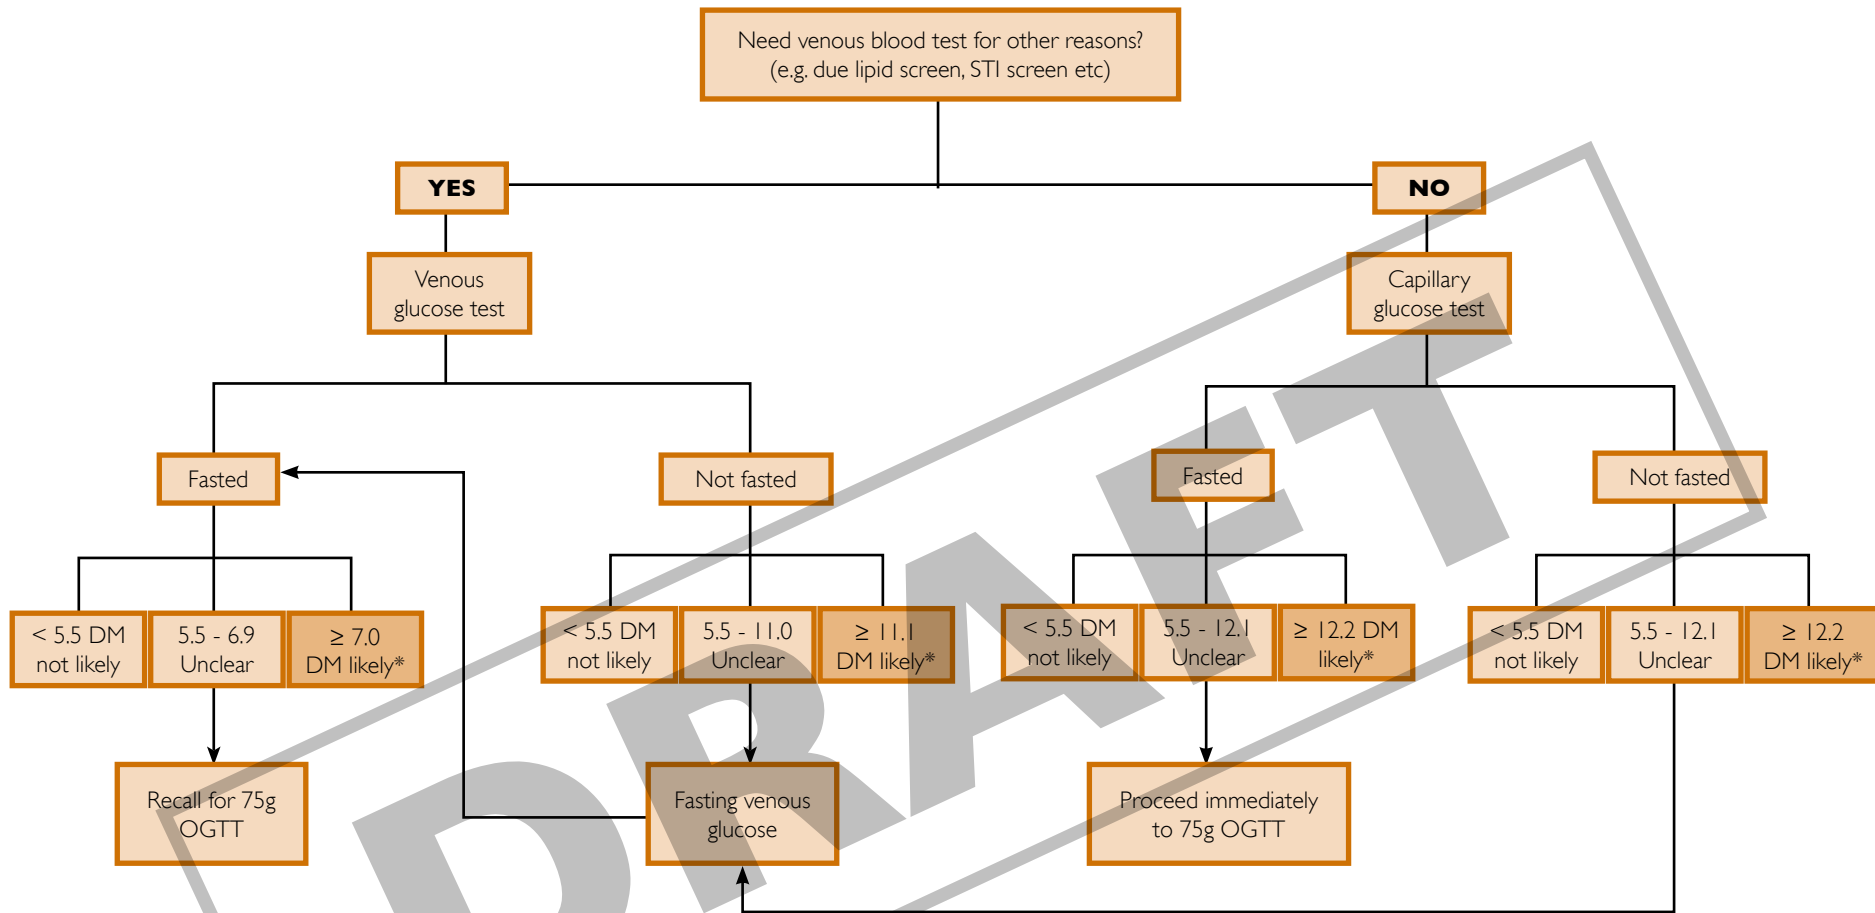 Need venous blood test for other reasons?
(e.g. due lipid screen, STI screen etc)
YES
NO
Venous
glucose test
Capillary
glucose test
Fasted
Not fasted
Fasted
Not fasted
< 5.5 DM
not likely
5.5 - 6.9
Unclear
≥ 7.0
DM likely*
< 5.5 DM
not likely
5.5 - 11.0
Unclear
≥ 11.1
DM likely*
< 5.5 DM
not likely
5.5 - 12.1
Unclear
≥ 12.2 DM
likely*
< 5.5 DM
not likely
5.5 - 12.1
Unclear
≥ 12.2
DM likely*
Recall for 75g
OGTT
Fasting venous
glucose
Proceed immediately
to 75g OGTT
DRAFT